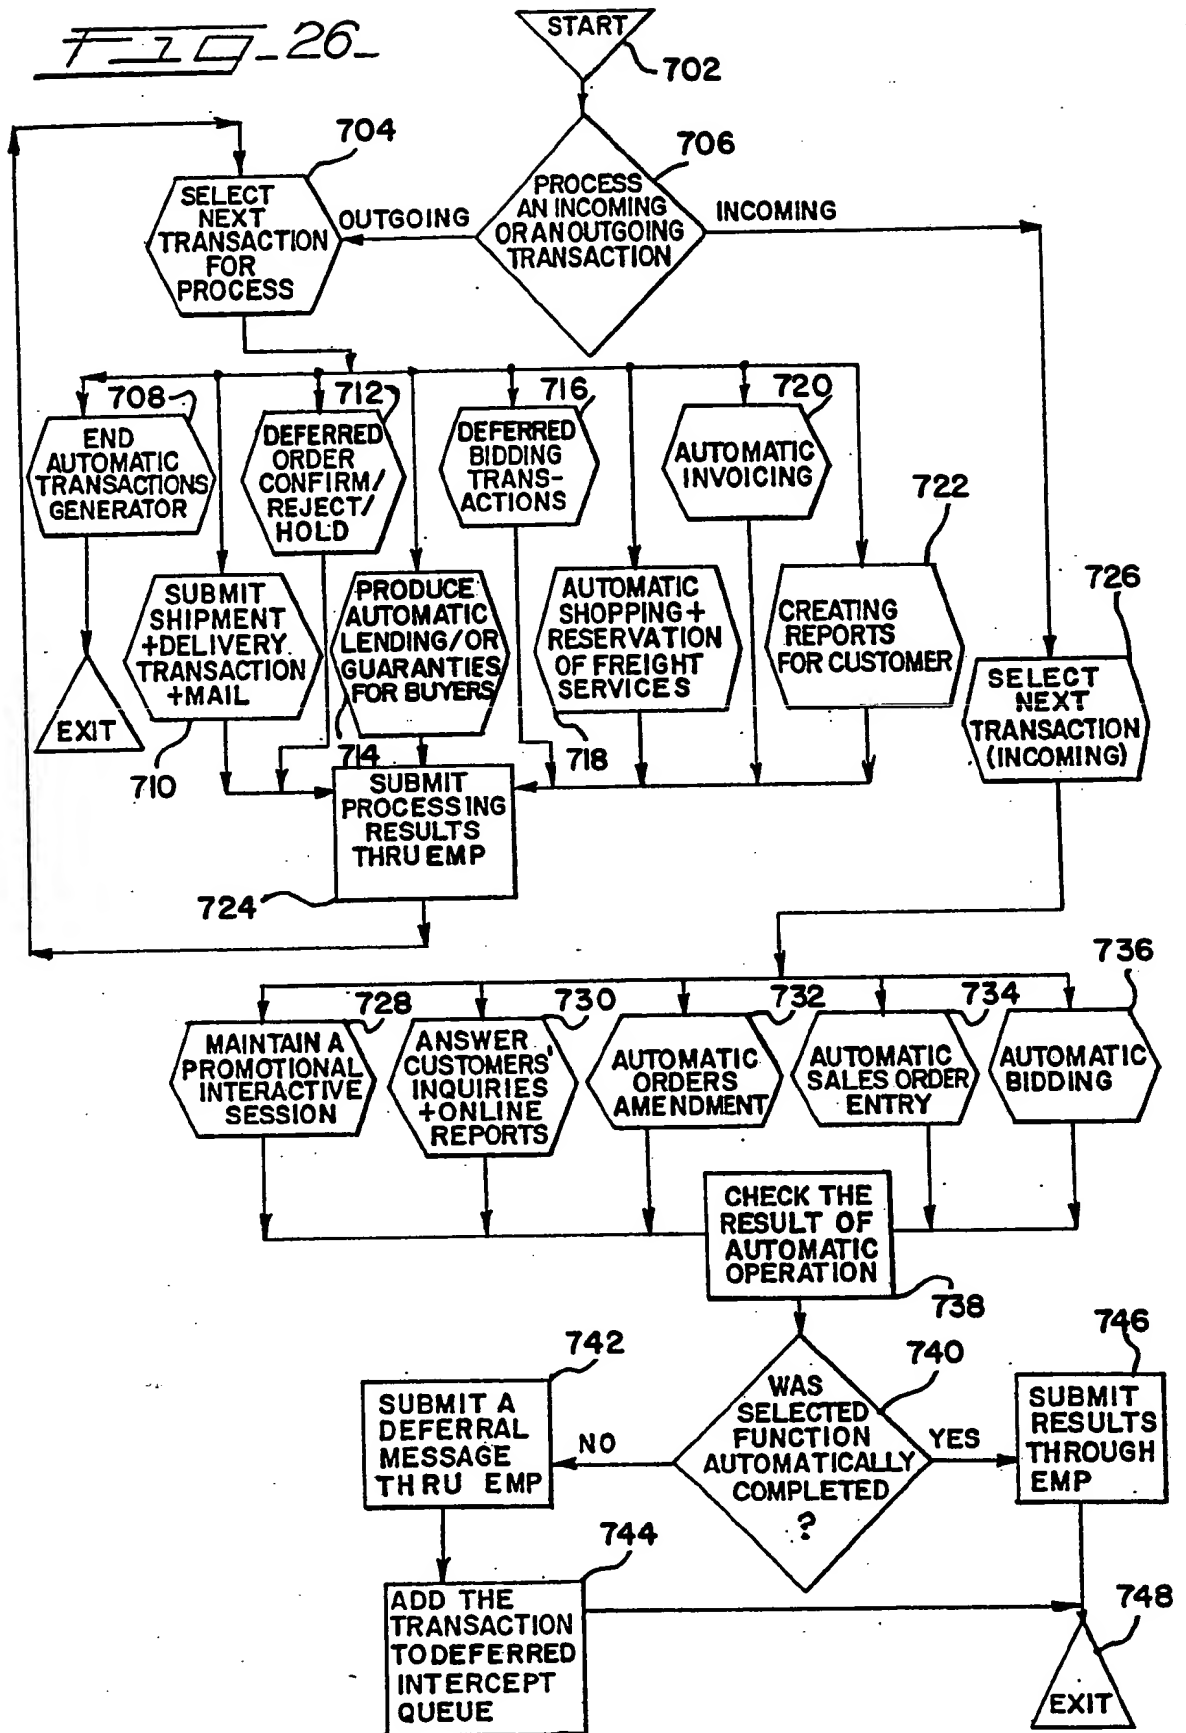 Fig_26_
START
702
704
706
SELECT
NEXT
TRANSACTION
FOR
PROCESS
OUTGOING
PROCESS
AN INCOMING
OR AN OUTGOING
TRANSACTION
INCOMING
708
END
AUTOMATIC
TRANSACTIONS
GENERATOR
712
DEFERRED
ORDER
CONFIRM/
REJECT/
HOLD
716
DEFERRED
BIDDING
TRANS-
ACTIONS
720
AUTOMATIC
INVOICING
722
726
EXIT
SUBMIT
SHIPMENT
+DELIVERY
TRANSACTION
+MAIL
710
PRODUCE
AUTOMATIC
LENDING/OR
GUARANTIES
FOR BUYERS
714
AUTOMATIC
SHOPPING+
RESERVATION
OF FREIGHT
SERVICES
718
CREATING
REPORTS
FOR CUSTOMER
SELECT
NEXT
TRANSACTION
(INCOMING)
SUBMIT
PROCESSING
RESULTS
THRU EMP
724
728
MAINTAIN A
PROMOTIONAL
INTERACTIVE
SESSION
730
ANSWER
CUSTOMERS'
INQUIRIES
+ONLINE
REPORTS
732
AUTOMATIC
ORDERS
AMENDMENT
734
AUTOMATIC
SALES ORDER
ENTRY
736
AUTOMATIC
BIDDING
CHECK THE
RESULT OF
AUTOMATIC
OPERATION
738
742
SUBMIT A
DEFERRAL
MESSAGE
THRU EMP
NO
740
WAS
SELECTED
FUNCTION
AUTOMATICALLY
COMPLETED
?
YES
746
SUBMIT
RESULTS
THROUGH
EMP
744
ADD THE
TRANSACTION
TO DEFERRED
INTERCEPT
QUEUE
748
EXIT